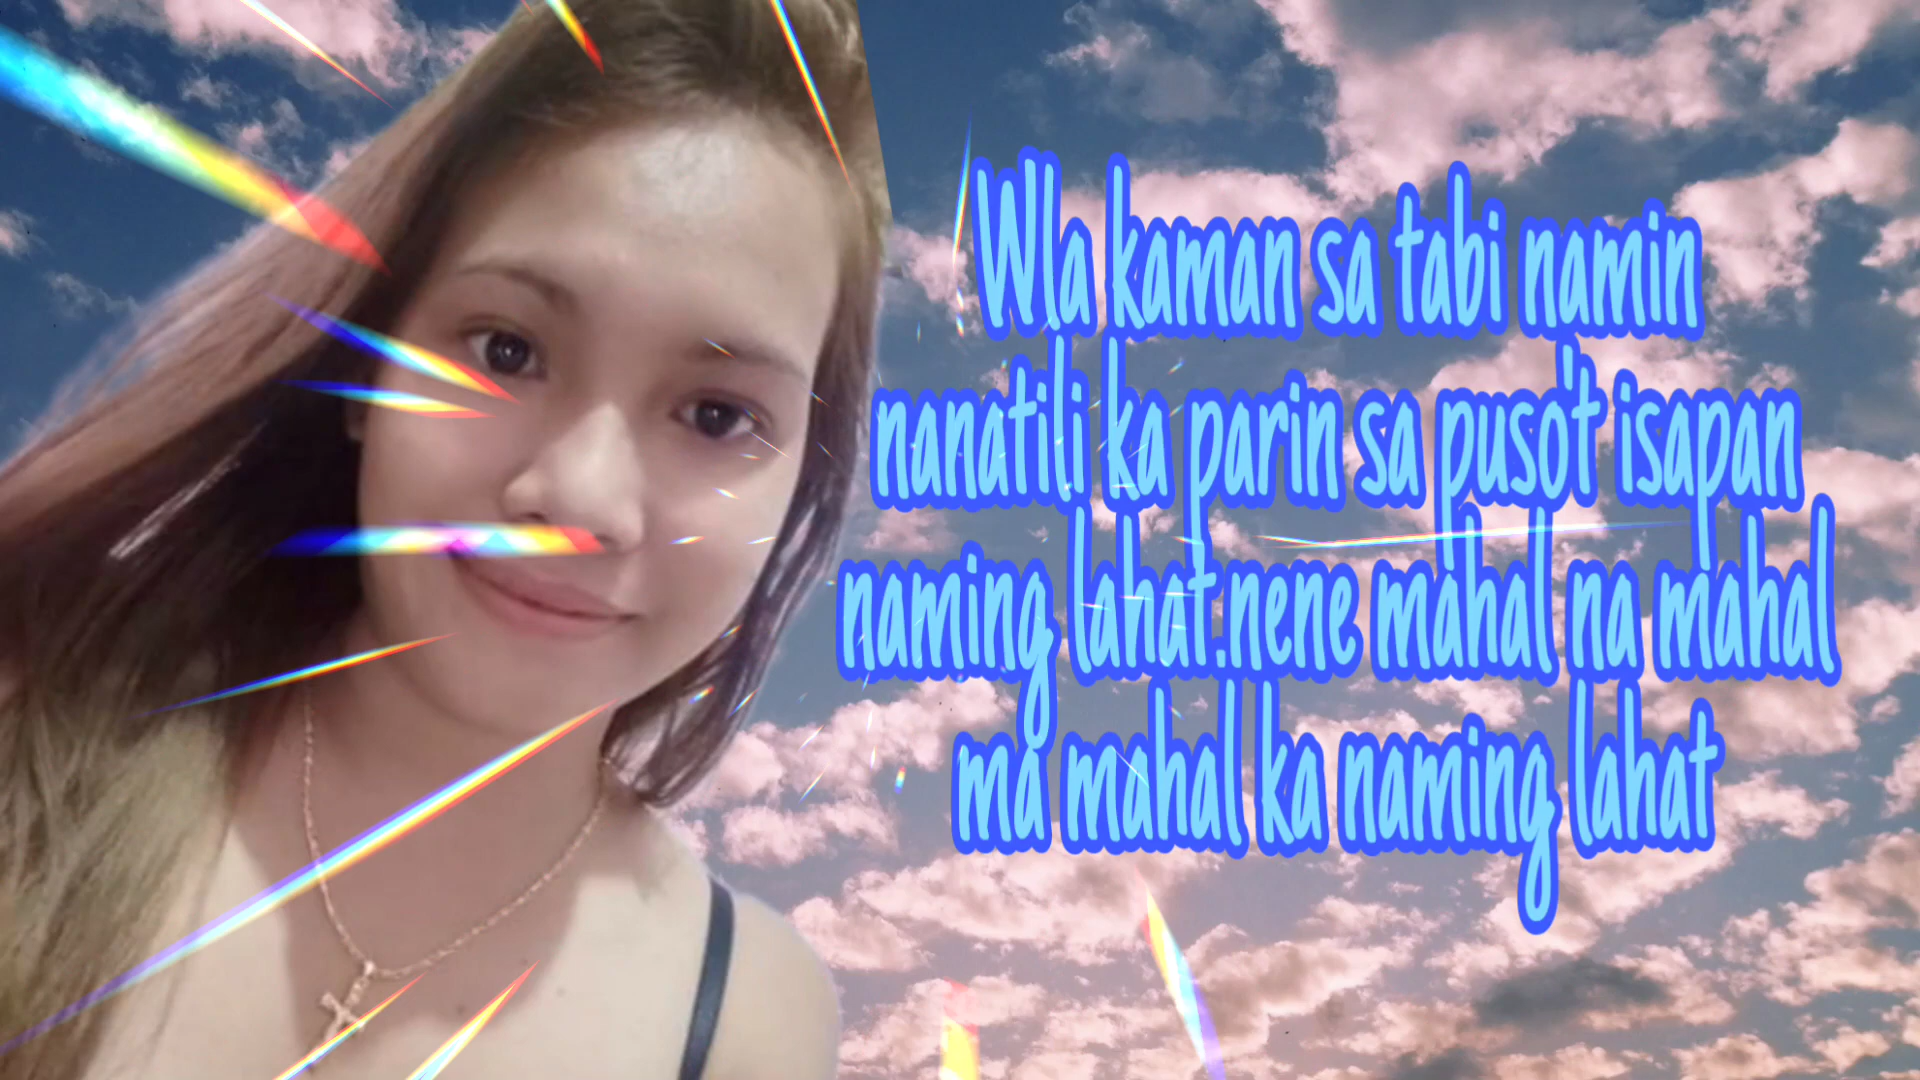 Wla kaman sa tabi namin
nanatili ka parin sa puso't isapan
naming lahat.nene mahal na mahal
ma mahal ka naming lahat